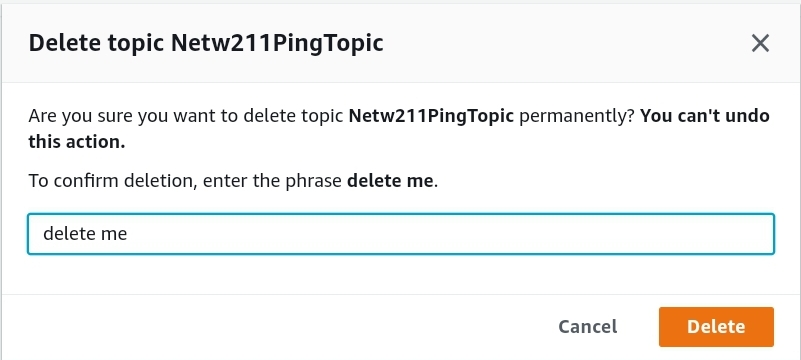 Delete topic Netw211PingTopic
Are you sure you want to delete topic Netw211PingTopic permanently? You can't undo
this action.
To confirm deletion, enter the phrase delete me.
delete me
Cancel
Delete